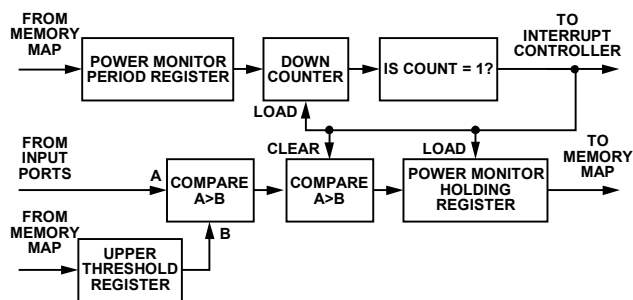 FROM
MEMORY
MAP
POWER MONITOR
PERIOD REGISTER
DOWN
COUNTER
IS COUNT = 1?
TO
INTERRUPT
CONTROLLER
LOAD
FROM
INPUT
PORTS
A
COMPARE
A>B
CLEAR
COMPARE
A>B
LOAD
POWER MONITOR
HOLDING
REGISTER
TO
MEMORY
MAP
FROM
MEMORY
MAP
UPPER
THRESHOLD
REGISTER
B